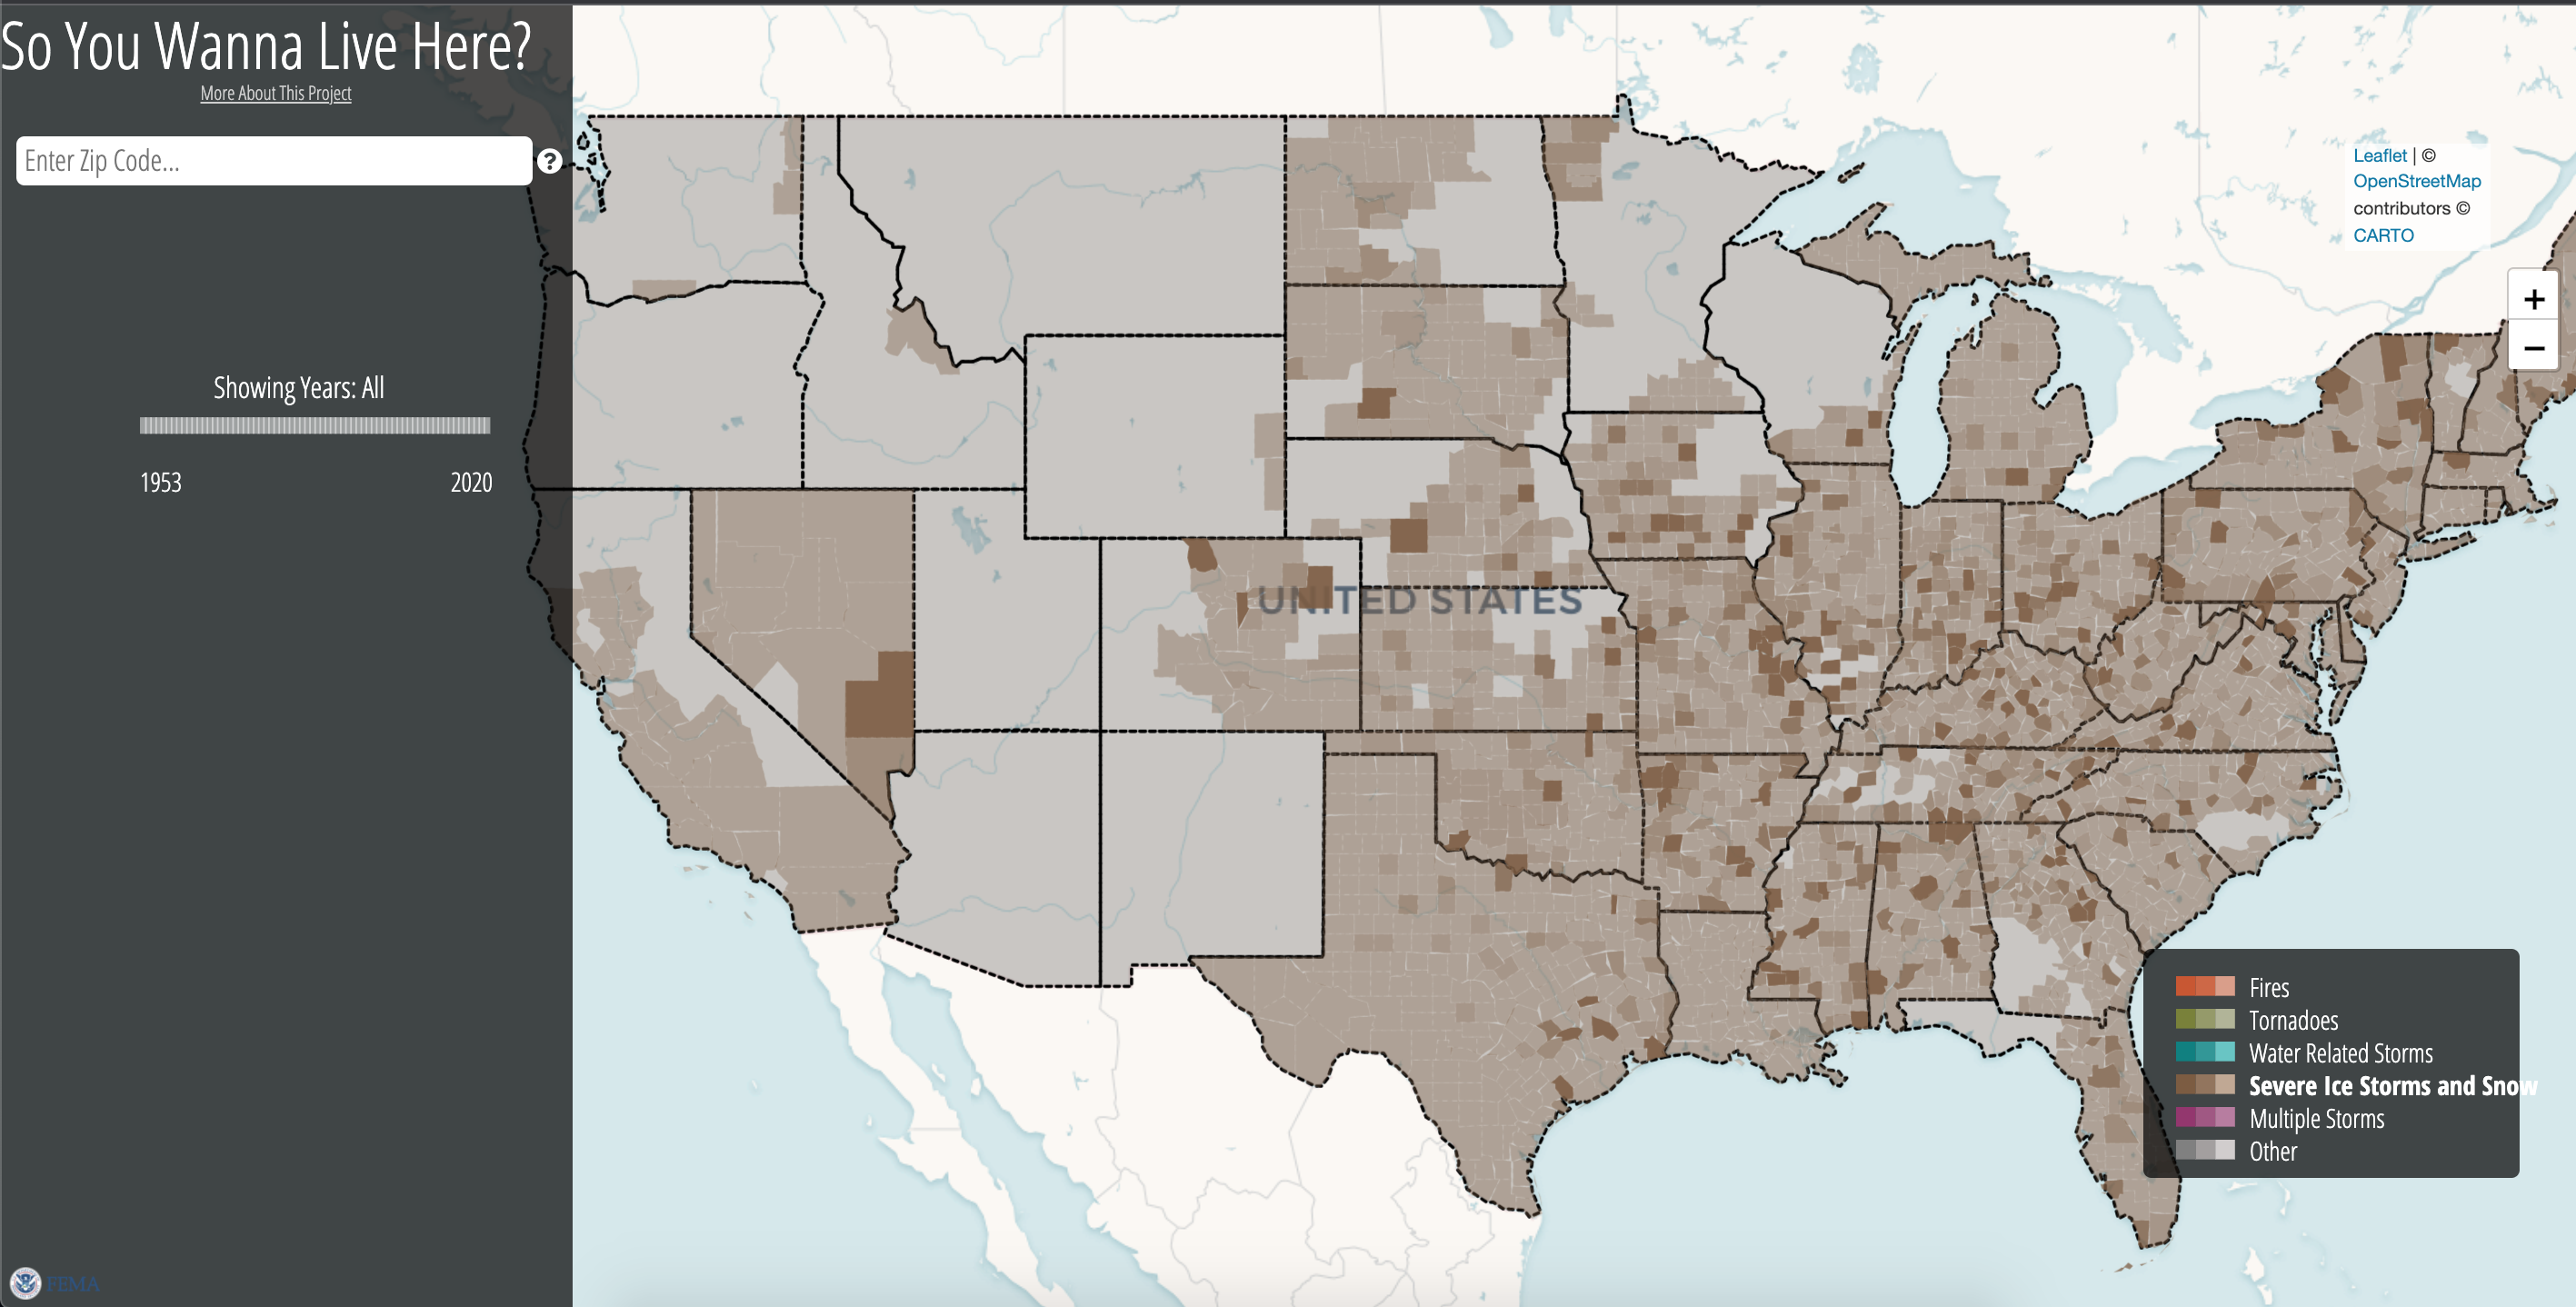 So You Wanna Live Here?
More About This Project
Enter Zip Code...
?
Showing Years: All
1953 2020
FEMA
UNITED STATES
Leaflet | ©
OpenStreetMap
contributors ©
CARTO
+
−
Fires
Tornadoes
Water Related Storms
Severe Ice Storms and Snow
Multiple Storms
Other